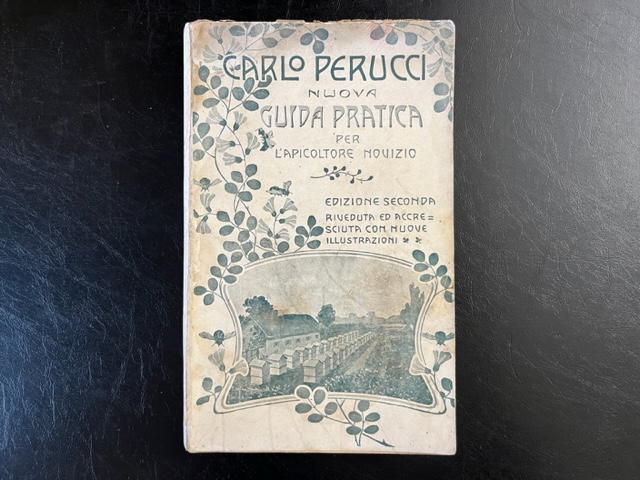 CARLO PERUCCI
NUOVA
GUIDA PRATICA
PER
L'APICOLTORE NOVIZIO
EDIZIONE SECONDA
RIVEDUTA ED ACCRE=
SCIUTA CON NUOVE
ILLUSTRAZIONI